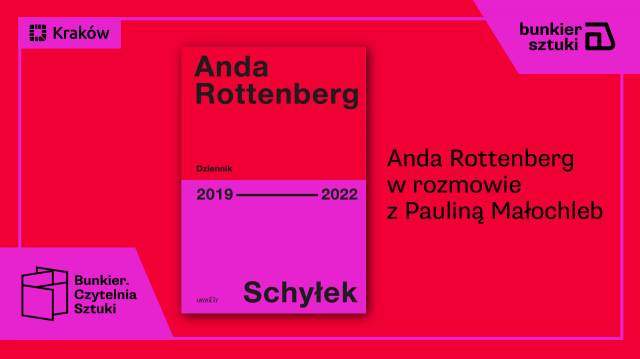 Kraków
bunkier
sztuki
Anda
Rottenberg
Dziennik
2019 — 2022
Schyłek
Anda Rottenberg
w rozmowie
z Pauliną Małochleb
Bunkier.
Czytelnia
Sztuki